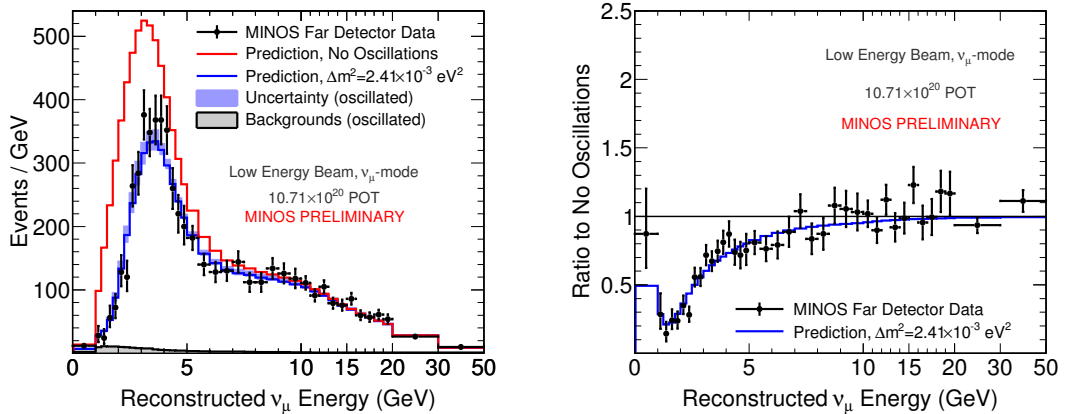 500
400
300
200
100
0
5
10
15
20
30
50
Events / GeV
Reconstructed νμ Energy (GeV)
MINOS Far Detector Data
Prediction, No Oscillations
Prediction, Δm²=2.41×10⁻³ eV²
Uncertainty (oscillated)
Backgrounds (oscillated)
Low Energy Beam, νμ-mode
10.71×10²⁰ POT
MINOS PRELIMINARY
2.5
2
1.5
1
0.5
0
5
10
15
20
30
50
Ratio to No Oscillations
Reconstructed νμ Energy (GeV)
Low Energy Beam, νμ-mode
10.71×10²⁰ POT
MINOS PRELIMINARY
MINOS Far Detector Data
Prediction, Δm²=2.41×10⁻³ eV²